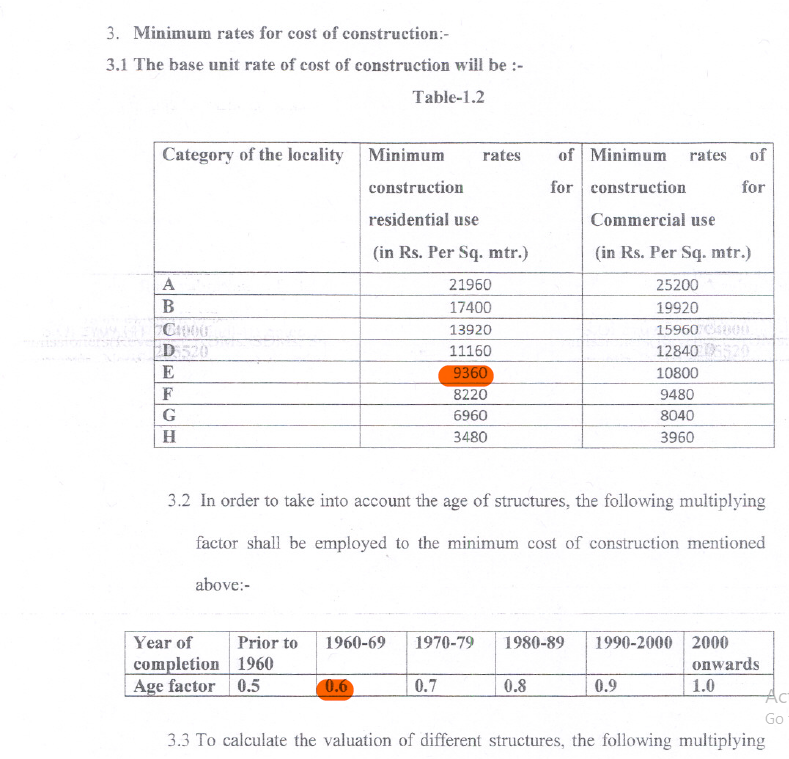 3. Minimum rates for cost of construction:-
3.1 The base unit rate of cost of construction will be :-
Table-1.2
Category of the locality Minimum rates of construction for residential use (in Rs. Per Sq. mtr.) Minimum rates of construction for Commercial use (in Rs. Per Sq. mtr.)
A 21960 25200
B 17400 19920
C 13920 15960
D 11160 12840
E 9360 10800
F 8220 9480
G 6960 8040
H 3480 3960
3.2 In order to take into account the age of structures, the following multiplying
factor shall be employed to the minimum cost of construction mentioned
above:-
Year of completion Prior to 1960 1960-69 1970-79 1980-89 1990-2000 2000 onwards
Age factor 0.5 0.6 0.7 0.8 0.9 1.0
Go
3.3 To calculate the valuation of different structures, the following multiplying